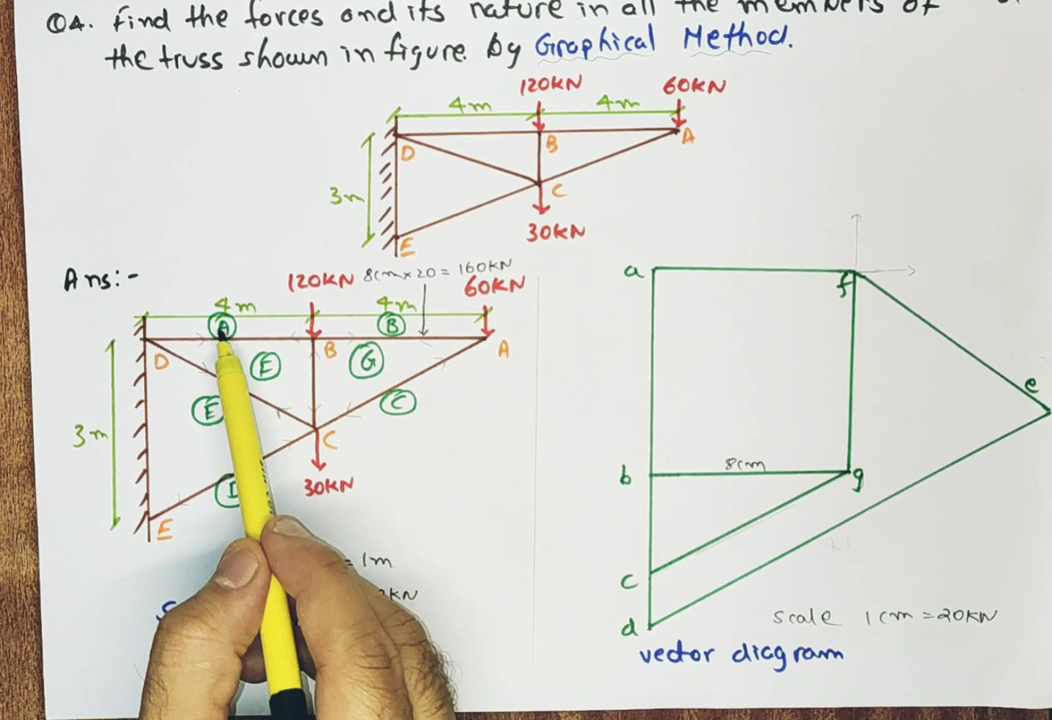 Q4. Find the forces and its nature in all the members of
the truss shown in figure by Graphical Method.
120KN 60KN
4m 4m
D B A
3m
C
E 30KN
Ans:-
120KN 8cm×20=160KN 60KN
4m 4m
A B
D E B G A
E C
3m C
30KN
E
= 1m
a f
e
b 8cm g
c
d
scale 1cm=20KN
vector diagram